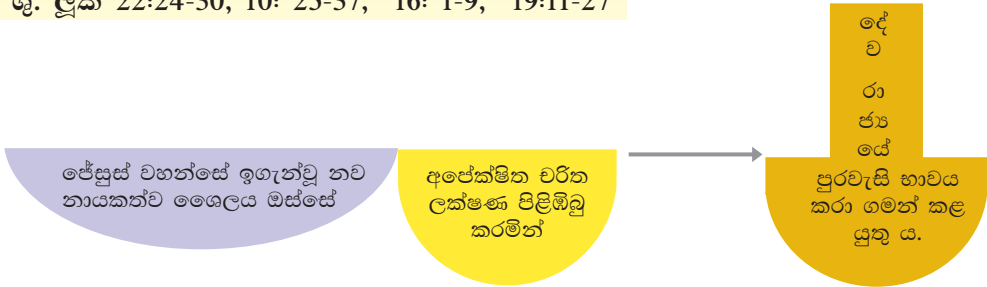 ශු. ලූක් 22:24-30, 10: 25-37, 16: 1-9, 19:11-27
ජේසුස් වහන්සේ ඉගැන්වූ නව
නායකත්ව ශෛලය ඔස්සේ
අපේක්ෂිත චරිත
ලක්ෂණ පිළිඹිබු
කරමින්
දේ
ව
රා
ජ්‍ය
යේ
පුරවැසි භාවය
කරා ගමන් කළ
යුතු ය.